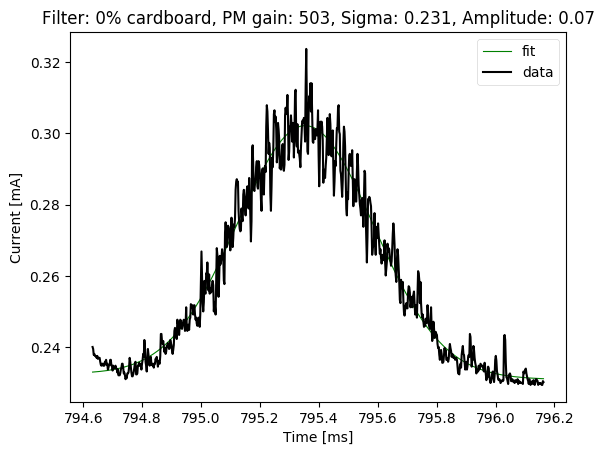 Filter: 0% cardboard, PM gain: 503, Sigma: 0.231, Amplitude: 0.07
fit
data
0.32
0.30
0.28
0.26
0.24
Current [mA]
794.6 794.8 795.0 795.2 795.4 795.6 795.8 796.0 796.2
Time [ms]